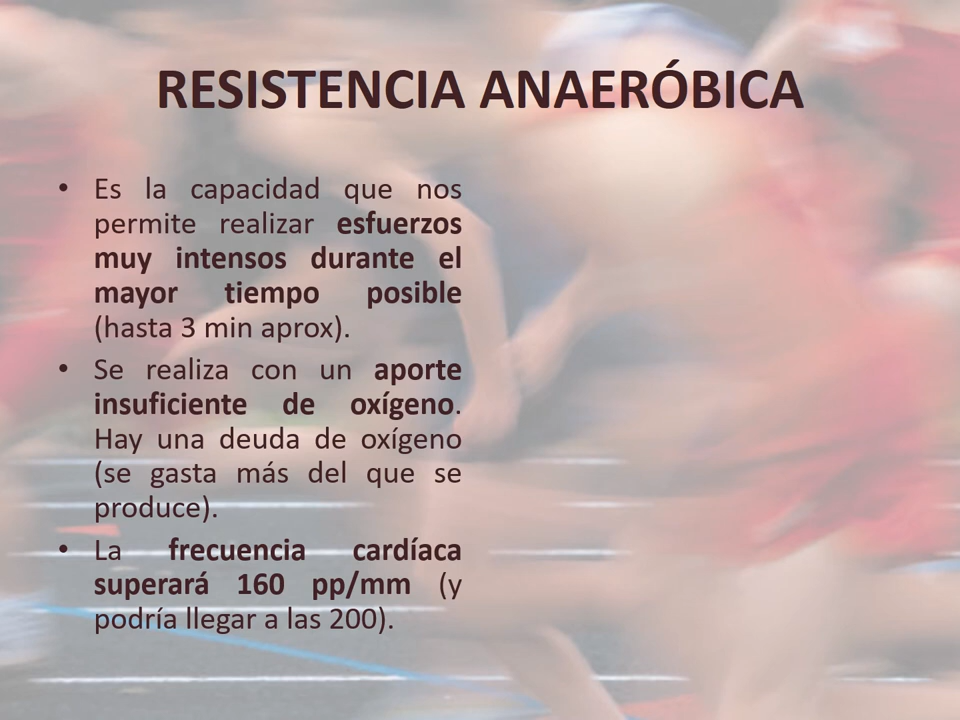 RESISTENCIA ANAERÓBICA
• Es la capacidad que nos
permite realizar esfuerzos
muy intensos durante el
mayor tiempo posible
(hasta 3 min aprox).
• Se realiza con un aporte
insuficiente de oxígeno.
Hay una deuda de oxígeno
(se gasta más del que se
produce).
• La frecuencia cardíaca
superará 160 pp/mm (y
podría llegar a las 200).